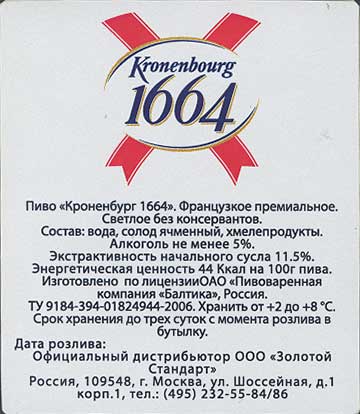 Kronenbourg
1664
Пиво «Кроненбург 1664». Французкое премиальное.
Светлое без консервантов.
Состав: вода, солод ячменный, хмелепродукты.
Алкоголь не менее 5%.
Экстрактивность начального сусла 11.5%.
Энергетическая ценность 44 Ккал на 100г пива.
Изготовлено по лицензииОАО «Пивоваренная
компания «Балтика», Россия.
ТУ 9184-394-01824944-2006. Хранить от +2 до +8 °С.
Срок хранения до трех суток с момента розлива в
бутылку.
Дата розлива:
Официальный дистрибьютор ООО «Золотой
Стандарт»
Россия, 109548, г. Москва, ул. Шоссейная, д.1
корп.1, тел.: (495) 232-55-84/86